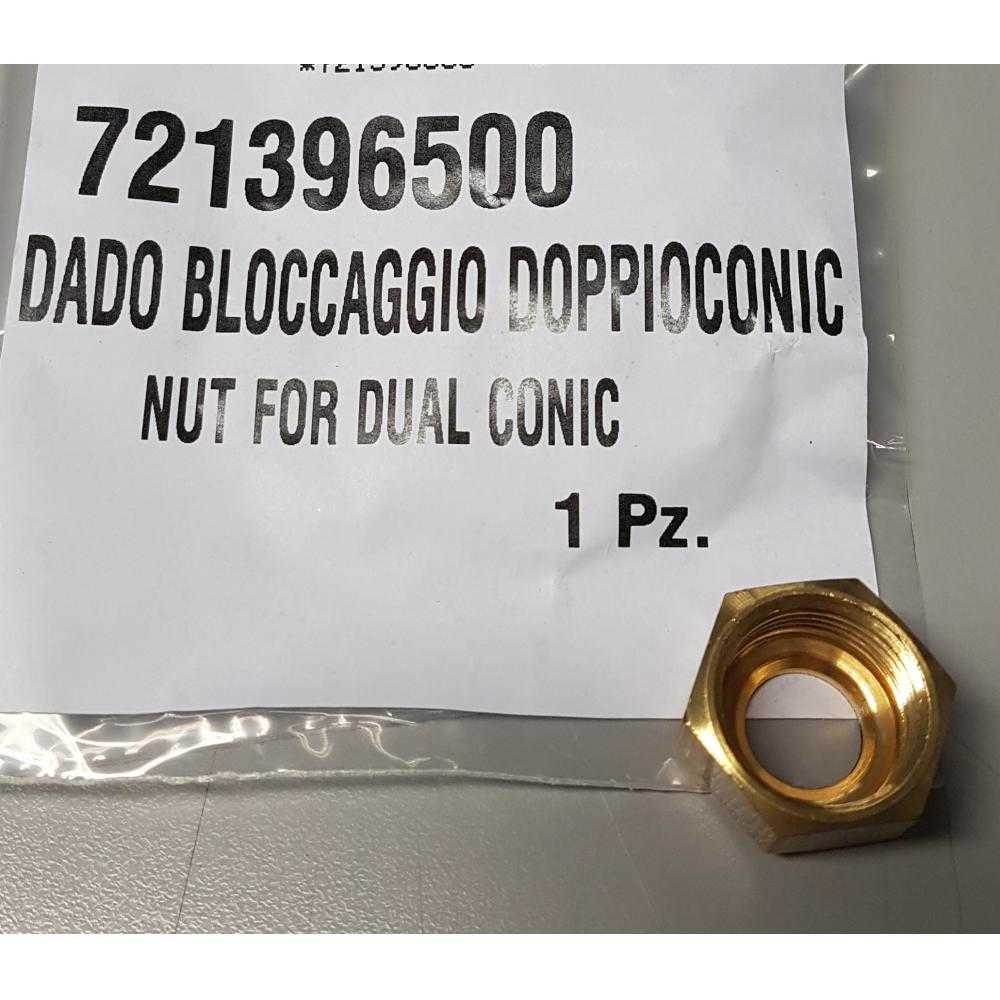 721396500
DADO BLOCCAGGIO DOPPIOCONIC
NUT FOR DUAL CONIC
1 Pz.